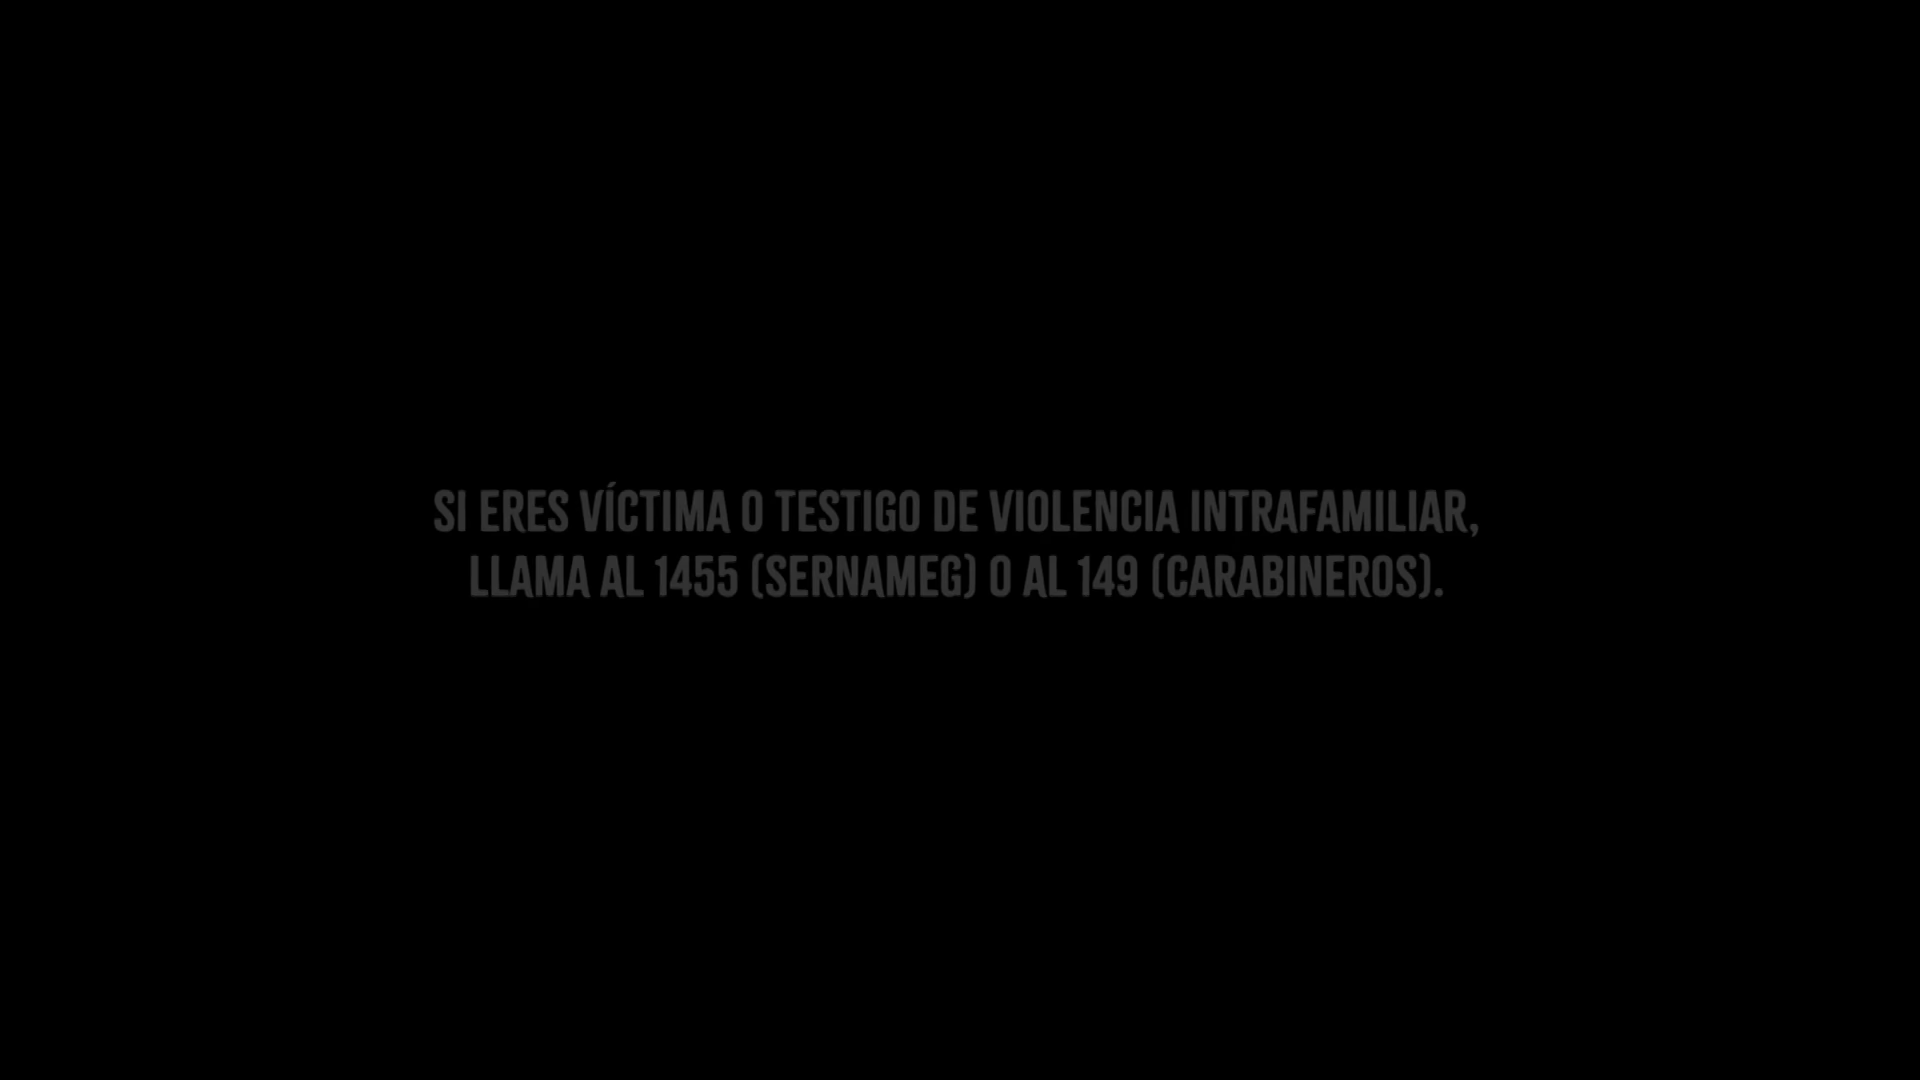 SI ERES VÍCTIMA O TESTIGO DE VIOLENCIA INTRAFAMILIAR,
LLAMA AL 1455 (SERNAMEG) O AL 149 (CARABINEROS).